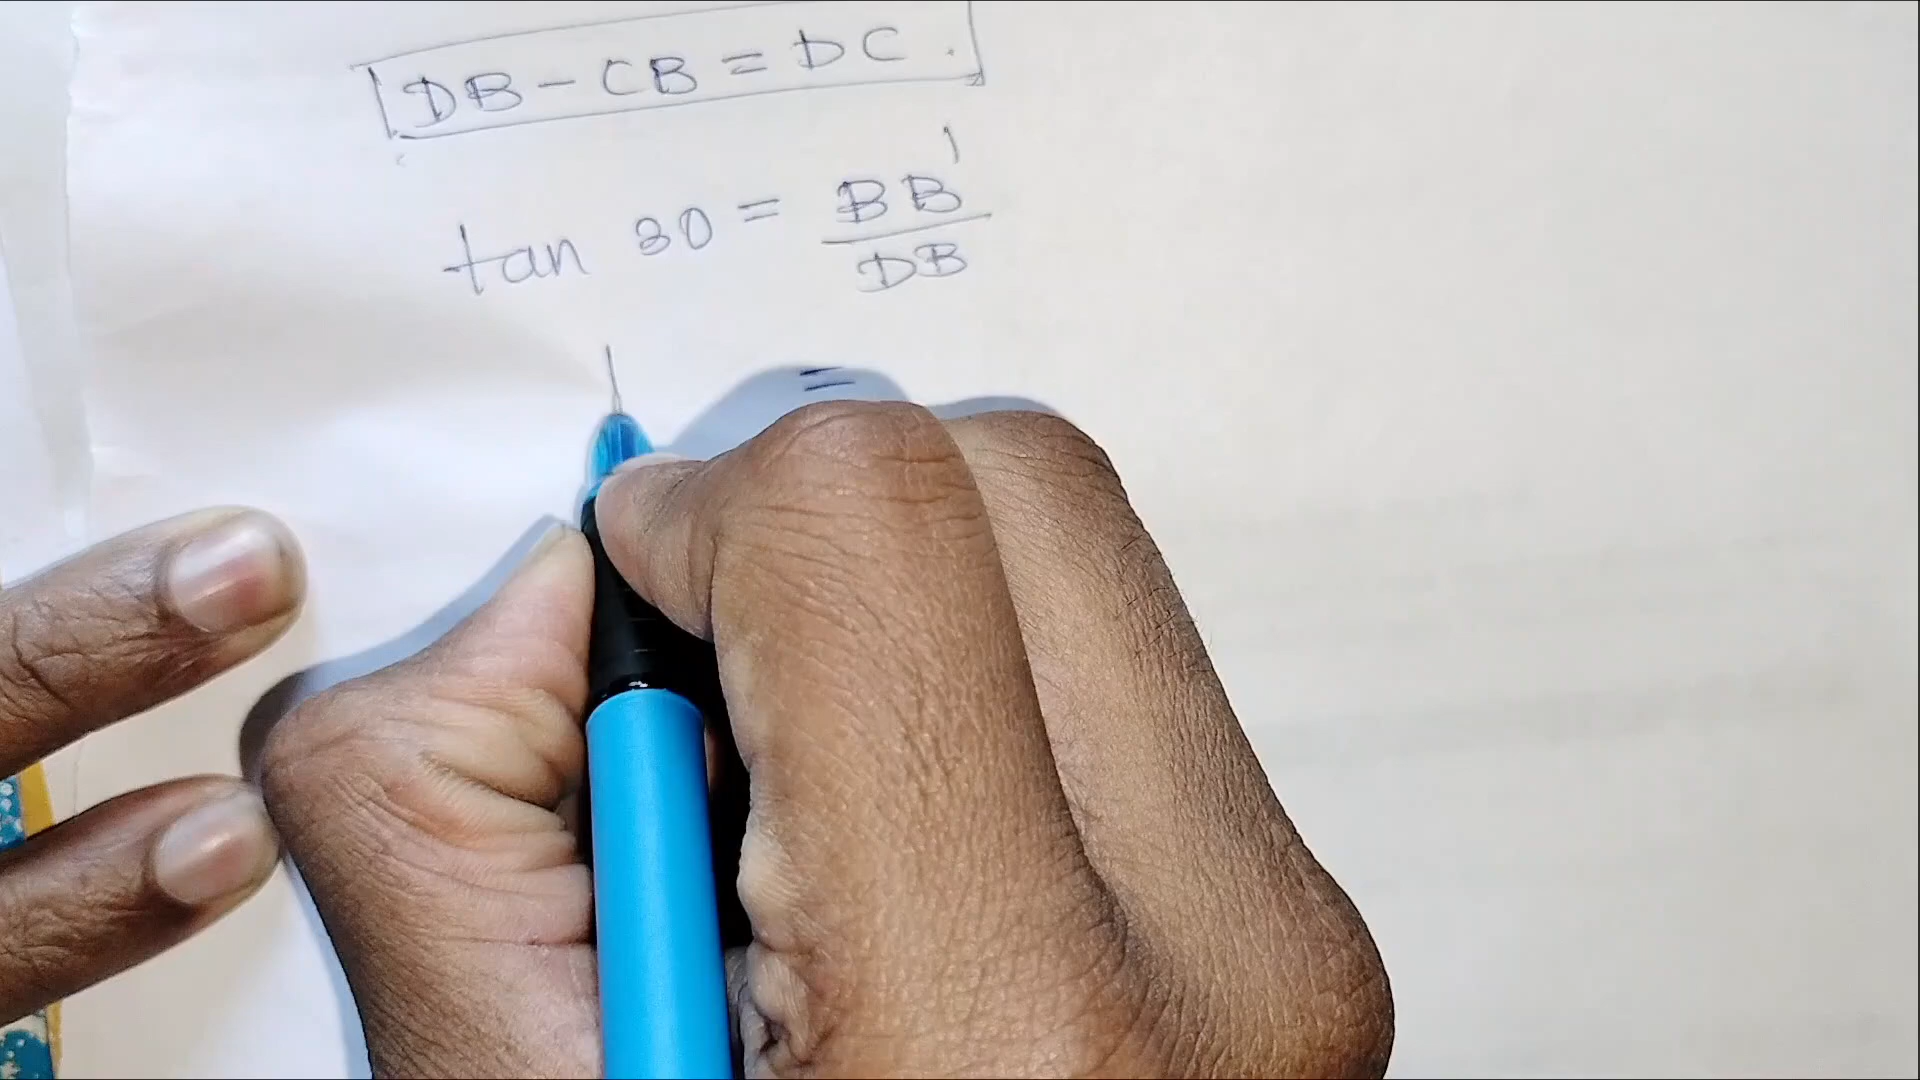 DB - CB = DC .
tan 30 = BB' / DB
=